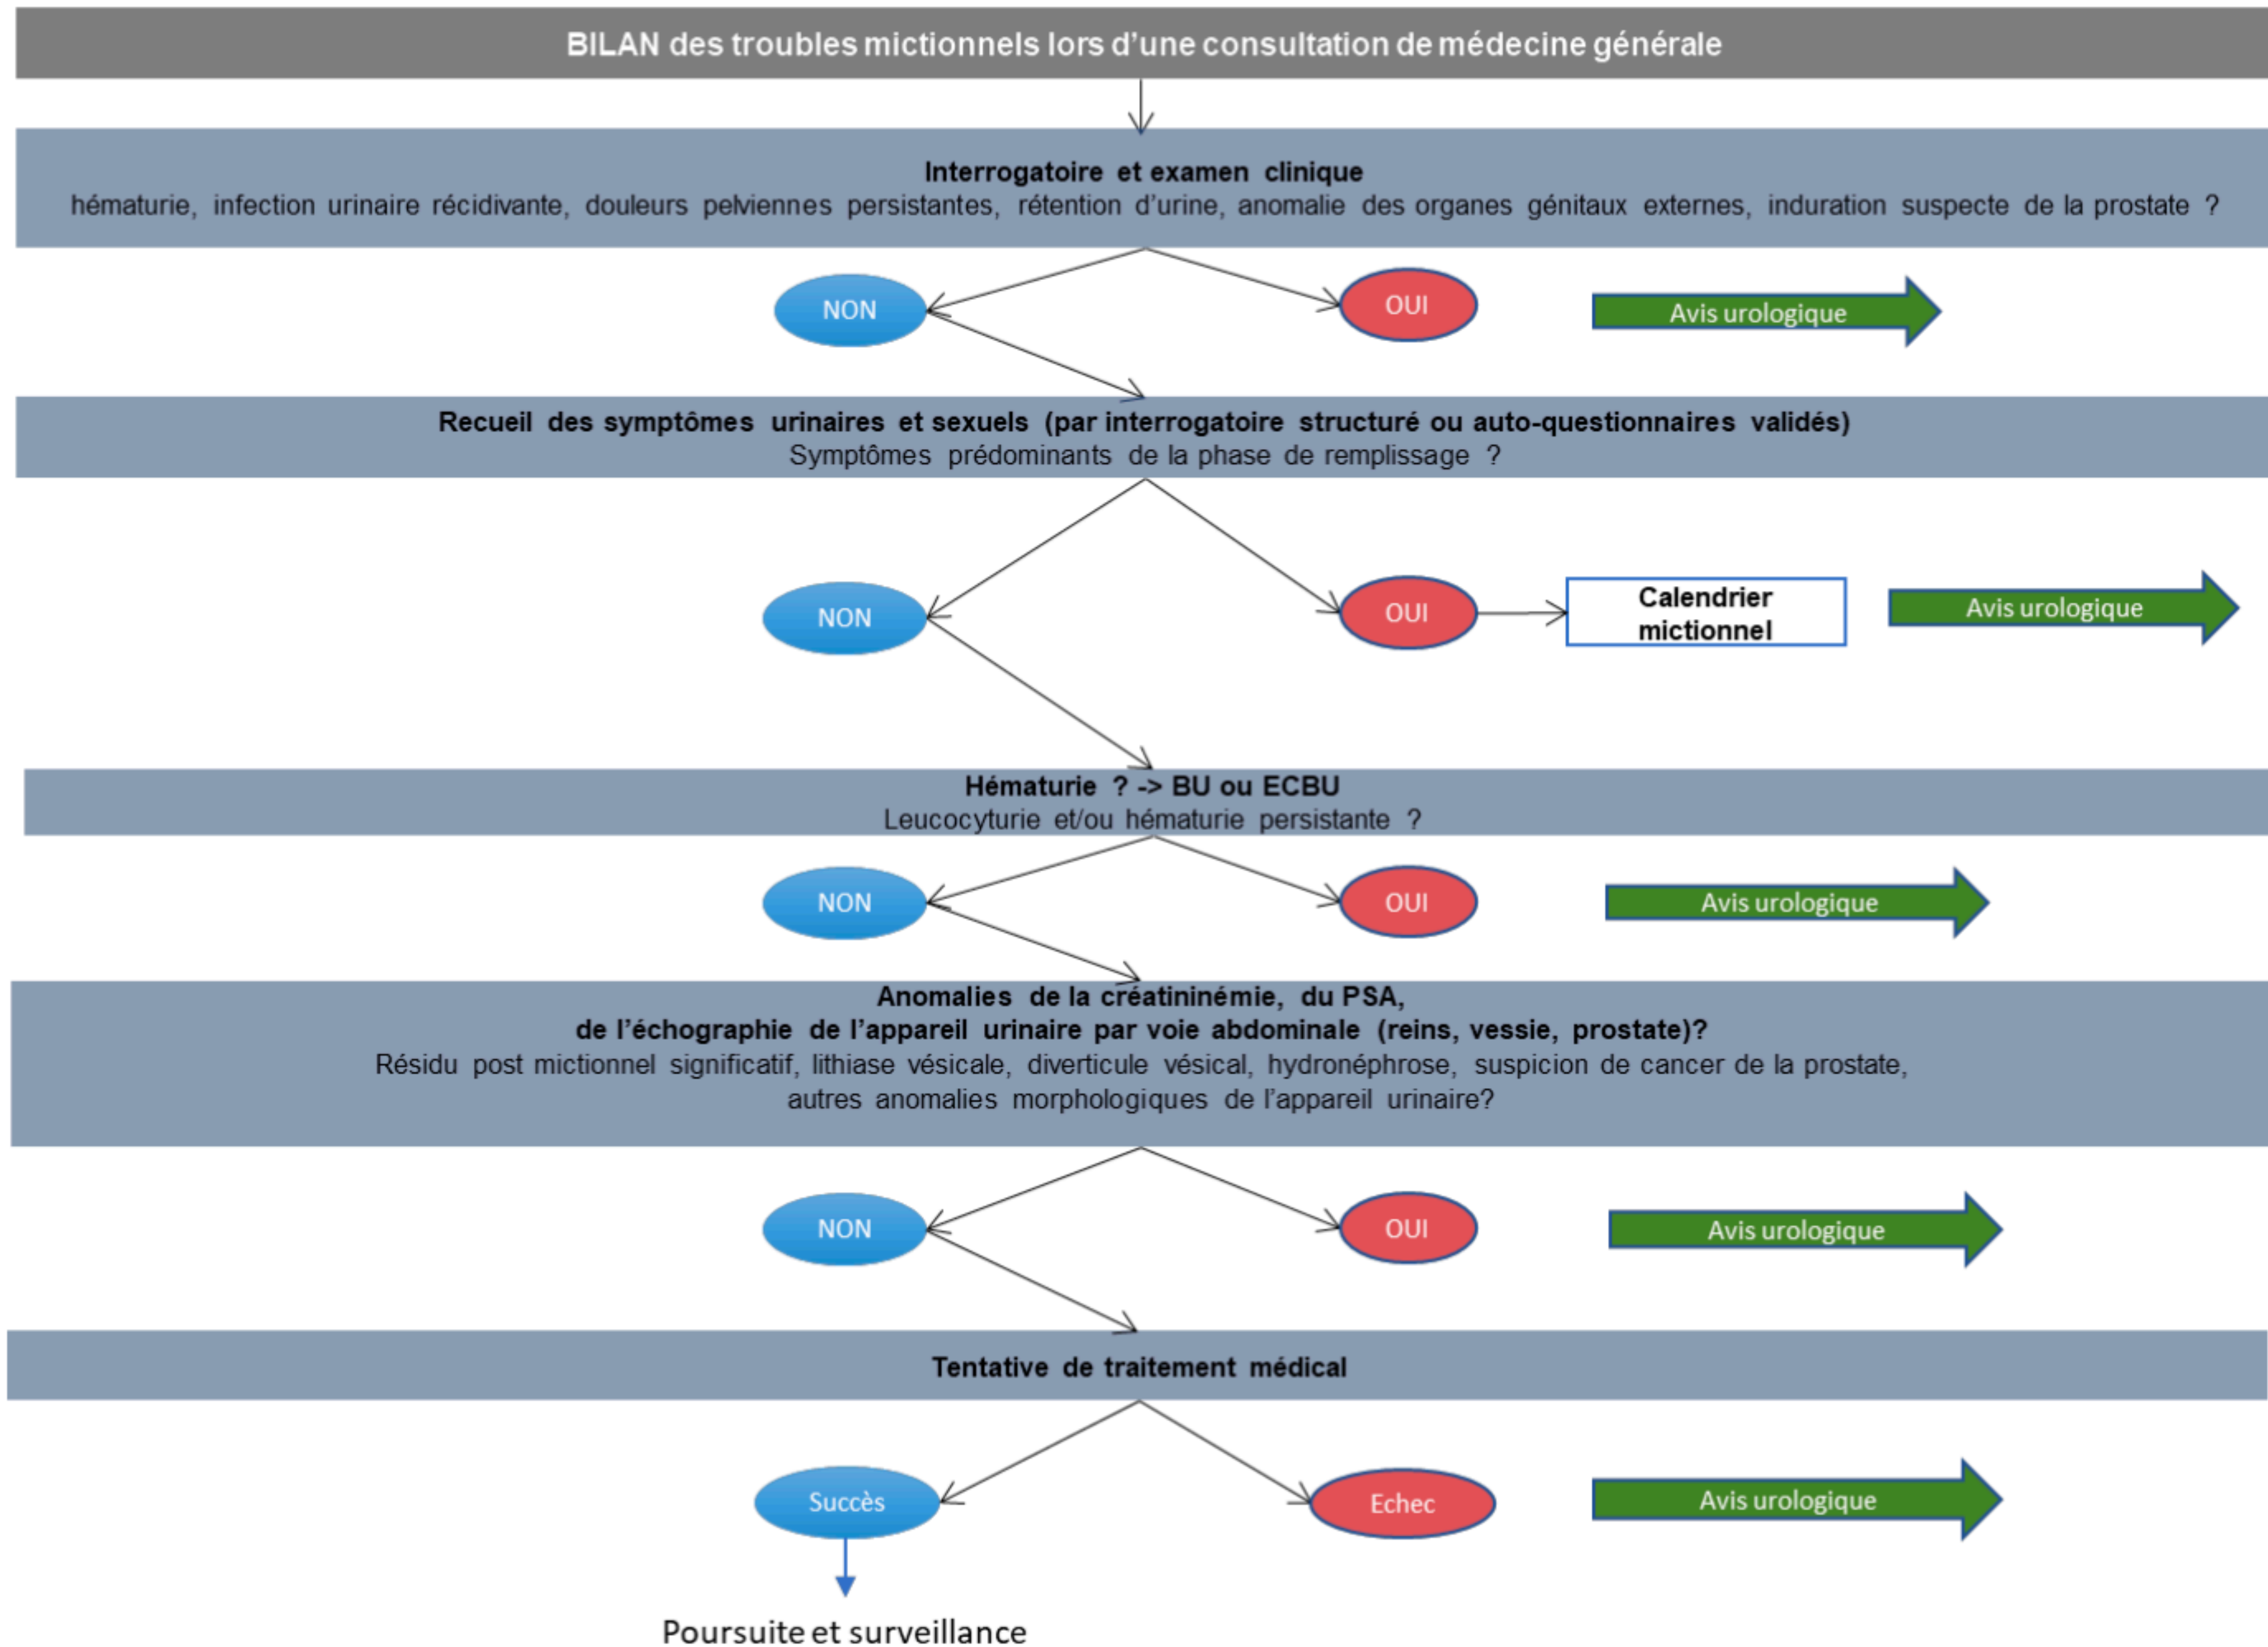 BILAN des troubles mictionnels lors d'une consultation de médecine générale
Interrogatoire et examen clinique
hématurie, infection urinaire récidivante, douleurs pelviennes persistantes, rétention d'urine, anomalie des organes génitaux externes, induration suspecte de la prostate ?
NON
OUI
Avis urologique
Recueil des symptômes urinaires et sexuels (par interrogatoire structuré ou auto-questionnaires validés)
Symptômes prédominants de la phase de remplissage ?
NON
OUI
Calendrier
mictionnel
Avis urologique
Hématurie ? -> BU ou ECBU
Leucocyturie et/ou hématurie persistante ?
NON
OUI
Avis urologique
Anomalies de la créatininémie, du PSA,
de l'échographie de l'appareil urinaire par voie abdominale (reins, vessie, prostate)?
Résidu post mictionnel significatif, lithiase vésicale, diverticule vésical, hydronéphrose, suspicion de cancer de la prostate,
autres anomalies morphologiques de l'appareil urinaire?
NON
OUI
Avis urologique
Tentative de traitement médical
Succès
Echec
Avis urologique
Poursuite et surveillance